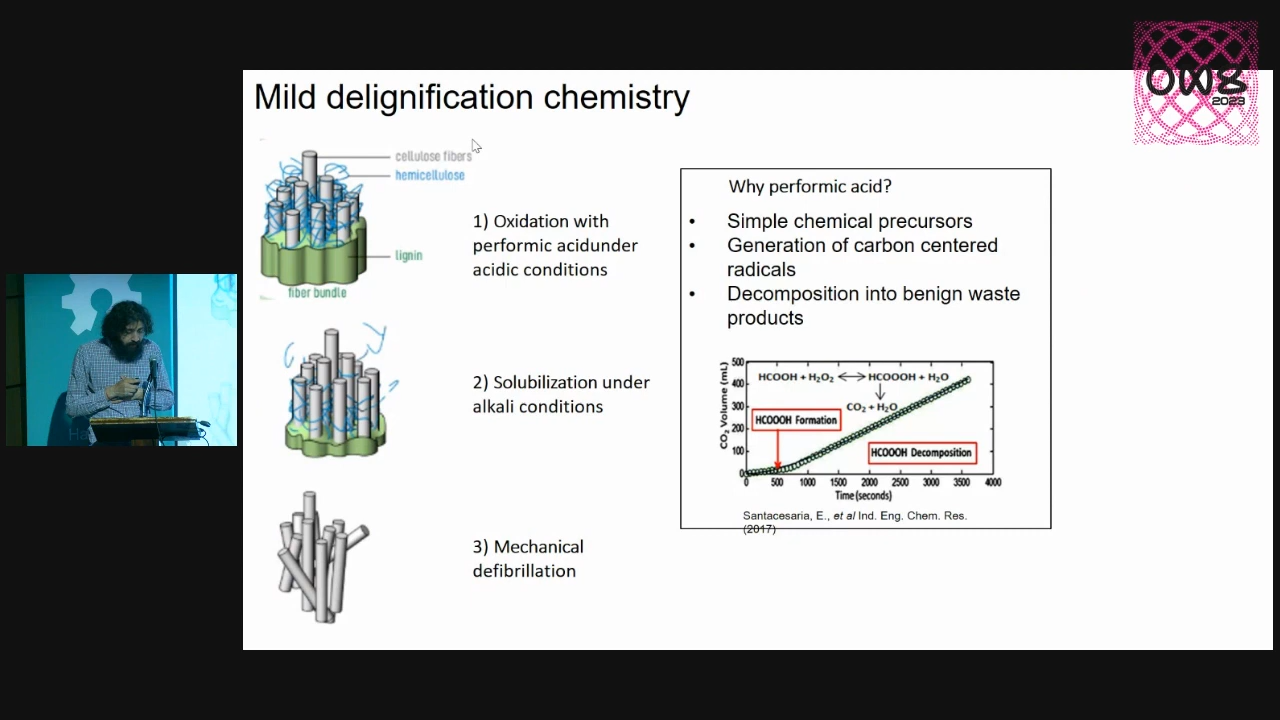 OW8
2023
Mild delignification chemistry
cellulose fibers
hemicellulose
lignin
fiber bundle
1) Oxidation with
performic acidunder
acidic conditions
2) Solubilization under
alkali conditions
3) Mechanical
defibrillation
Why performic acid?
• Simple chemical precursors
• Generation of carbon centered
radicals
• Decomposition into benign waste
products
CO₂ Volume (mL)
500
400
300
200
100
0
HCOOH + H₂O₂ ⟷ HCOOOH + H₂O
CO₂ + H₂O
HCOOOH Formation
HCOOOH Decomposition
0 500 1000 1500 2000 2500 3000 3500 4000
Time (seconds)
Santacesaria, E., et al Ind. Eng. Chem. Res.
(2017)